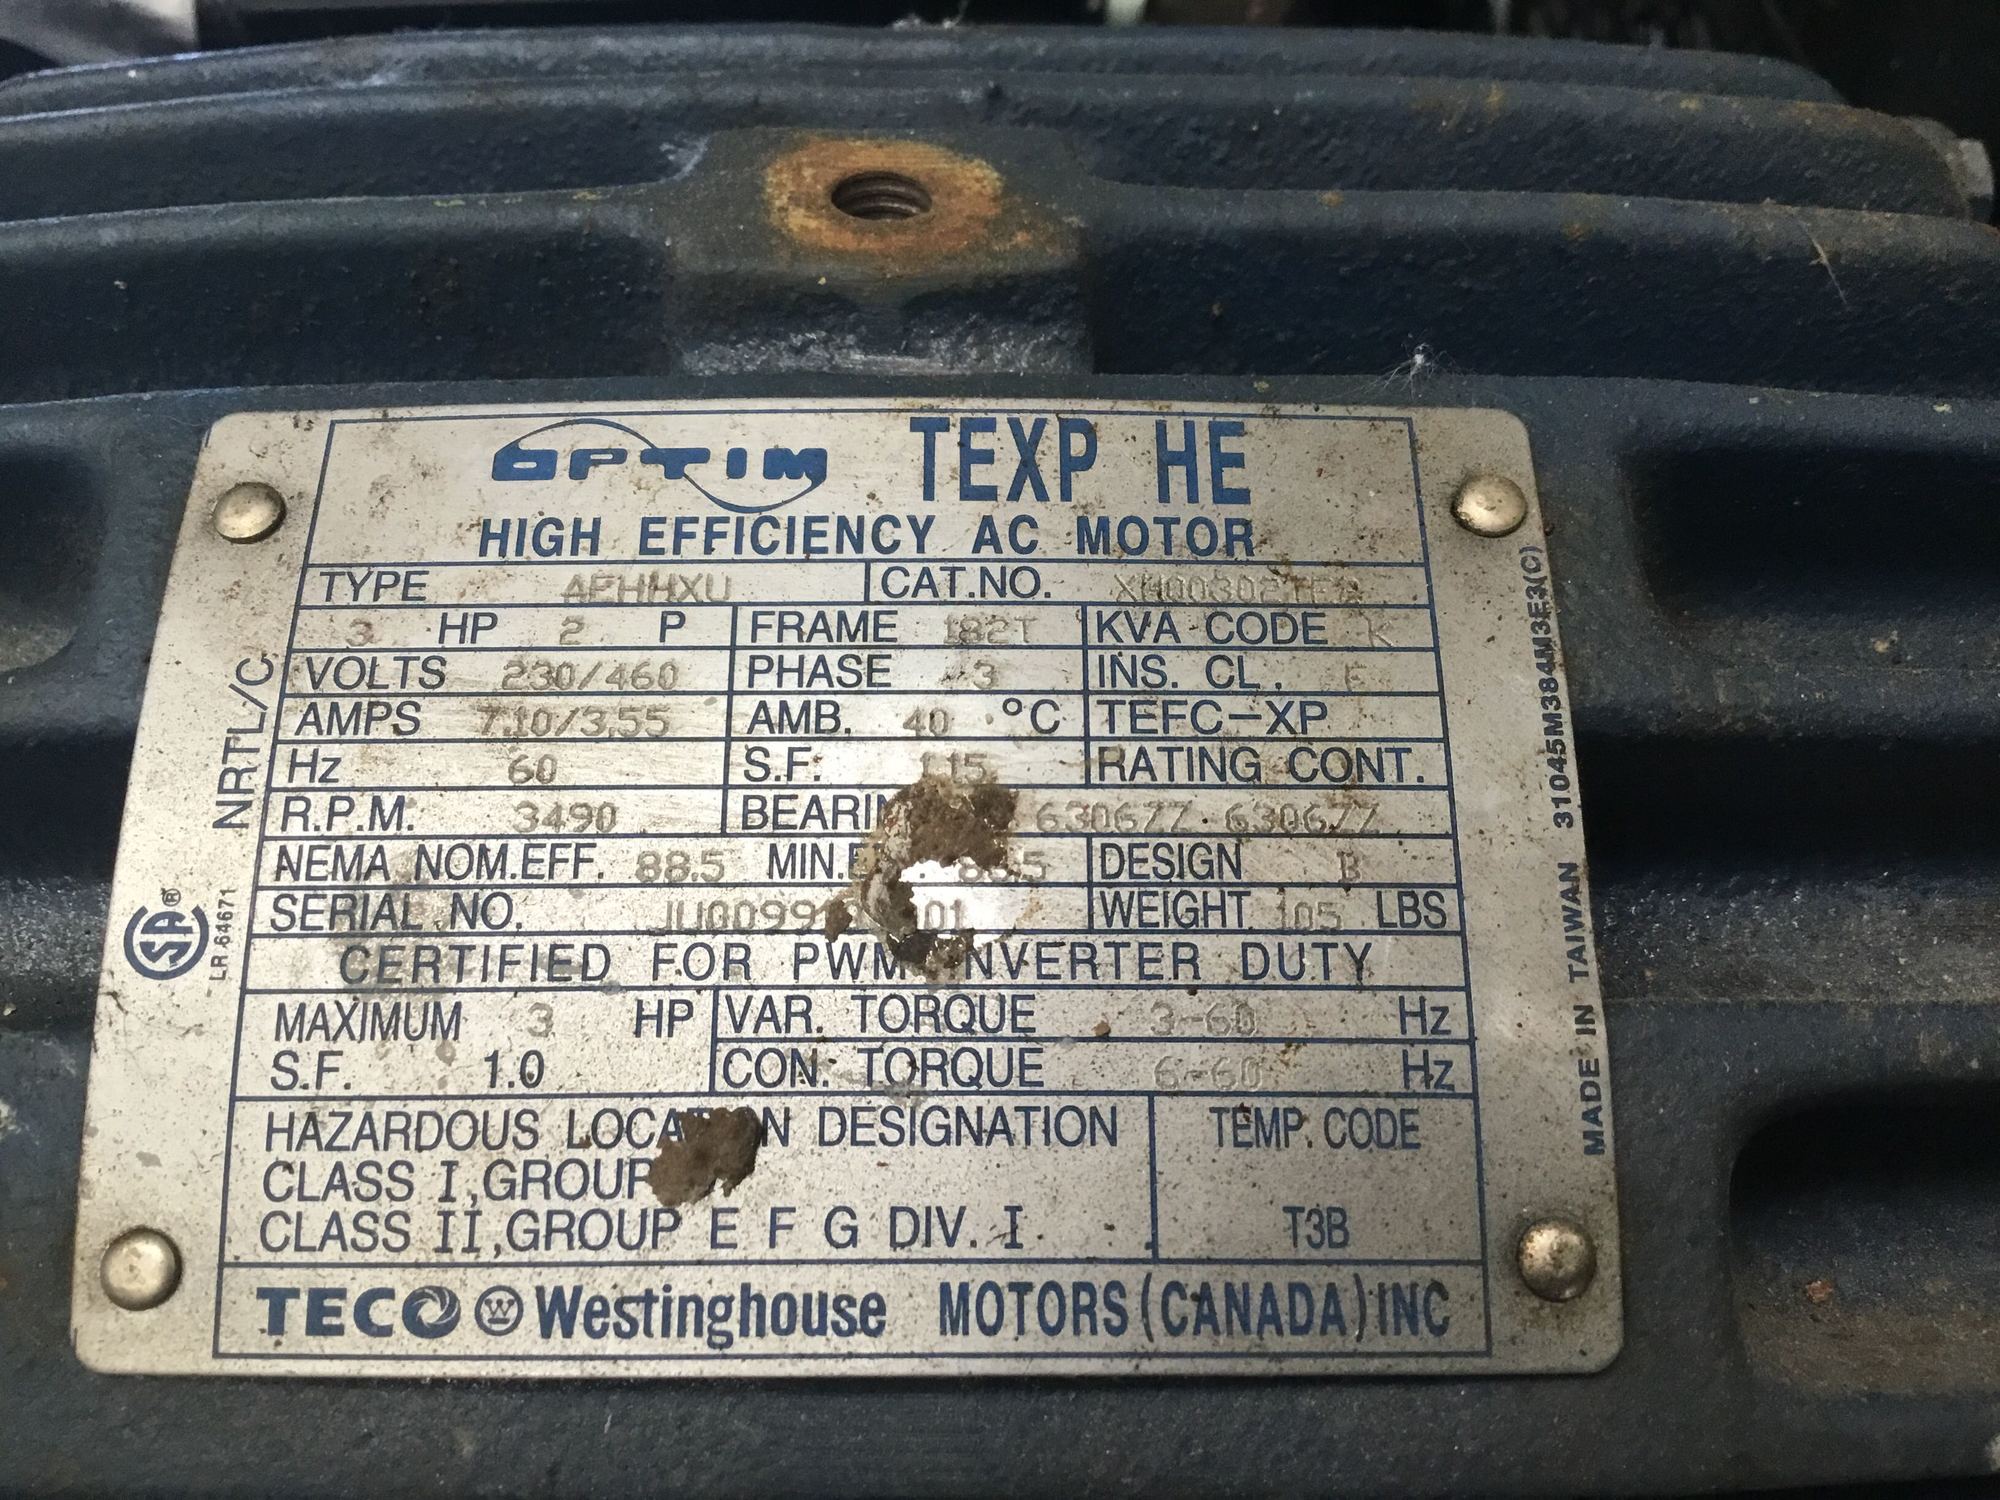 OPTIM TEXP HE
HIGH EFFICIENCY AC MOTOR
TYPE AEHHXU CAT.NO.
3 HP 2 P FRAME 182T KVA CODE K
VOLTS 230/460 PHASE 3 INS. CL. F
AMPS 7.10/3.55 AMB. 40 °C TEFC-XP
Hz 60 S.F. 1.15 RATING CONT.
R.P.M. 3490 6306ZZ 6306ZZ
NEMA NOM.EFF. 88.5 DESIGN B
SERIAL NO. WEIGHT 105 LBS
CERTIFIED FOR PWM DUTY
MAXIMUM 3 HP VAR. TORQUE 3-60 Hz
S.F. 1.0 CON. TORQUE 6-60 Hz
HAZARDOUS DESIGNATION TEMP. CODE
CLASS I, GROUP
CLASS II, GROUP E F G DIV. I T3B
TECO W Westinghouse MOTORS (CANADA) INC
NRTL/C
SA ®
LR 64671
MADE IN TAIWAN 31045M384M3E3(C)